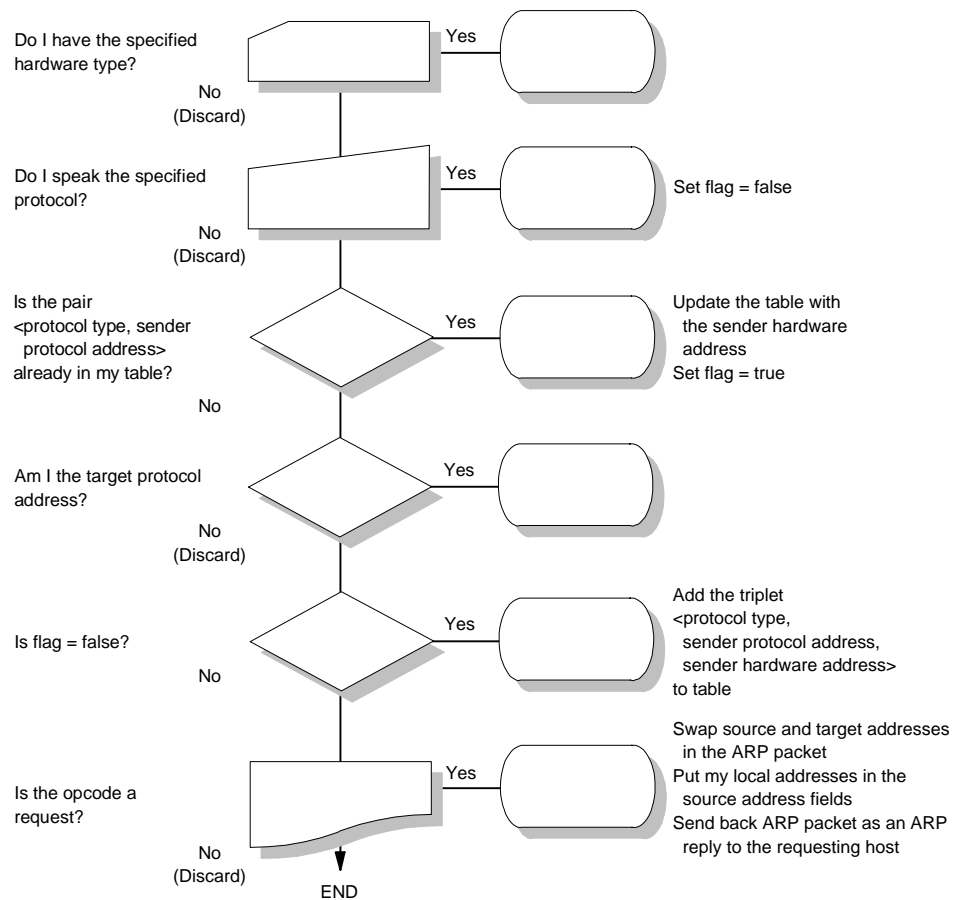 Do I have the specified
hardware type?
Yes
No
(Discard)
Do I speak the specified
protocol?
Yes
Set flag = false
No
(Discard)
Is the pair
<protocol type, sender
protocol address>
already in my table?
Yes
Update the table with
the sender hardware
address
Set flag = true
No
Am I the target protocol
address?
Yes
No
(Discard)
Is flag = false?
Yes
Add the triplet
<protocol type,
sender protocol address,
sender hardware address>
to table
No
Is the opcode a
request?
Yes
Swap source and target addresses
in the ARP packet
Put my local addresses in the
source address fields
Send back ARP packet as an ARP
reply to the requesting host
No
(Discard)
END